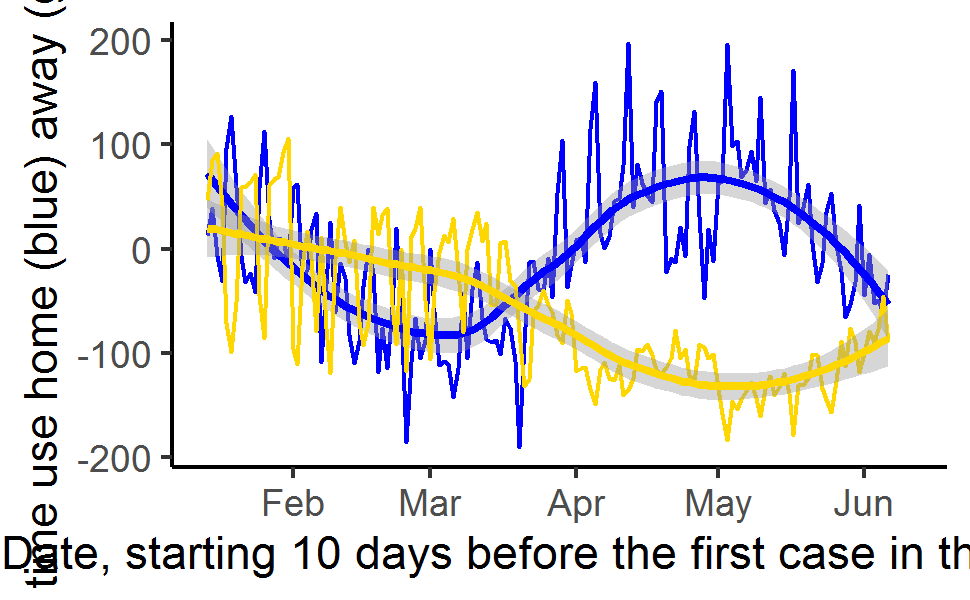 time use home (blue) away (
200
100
0
-100
-200
Feb Mar Apr May Jun
Date, starting 10 days before the first case in th